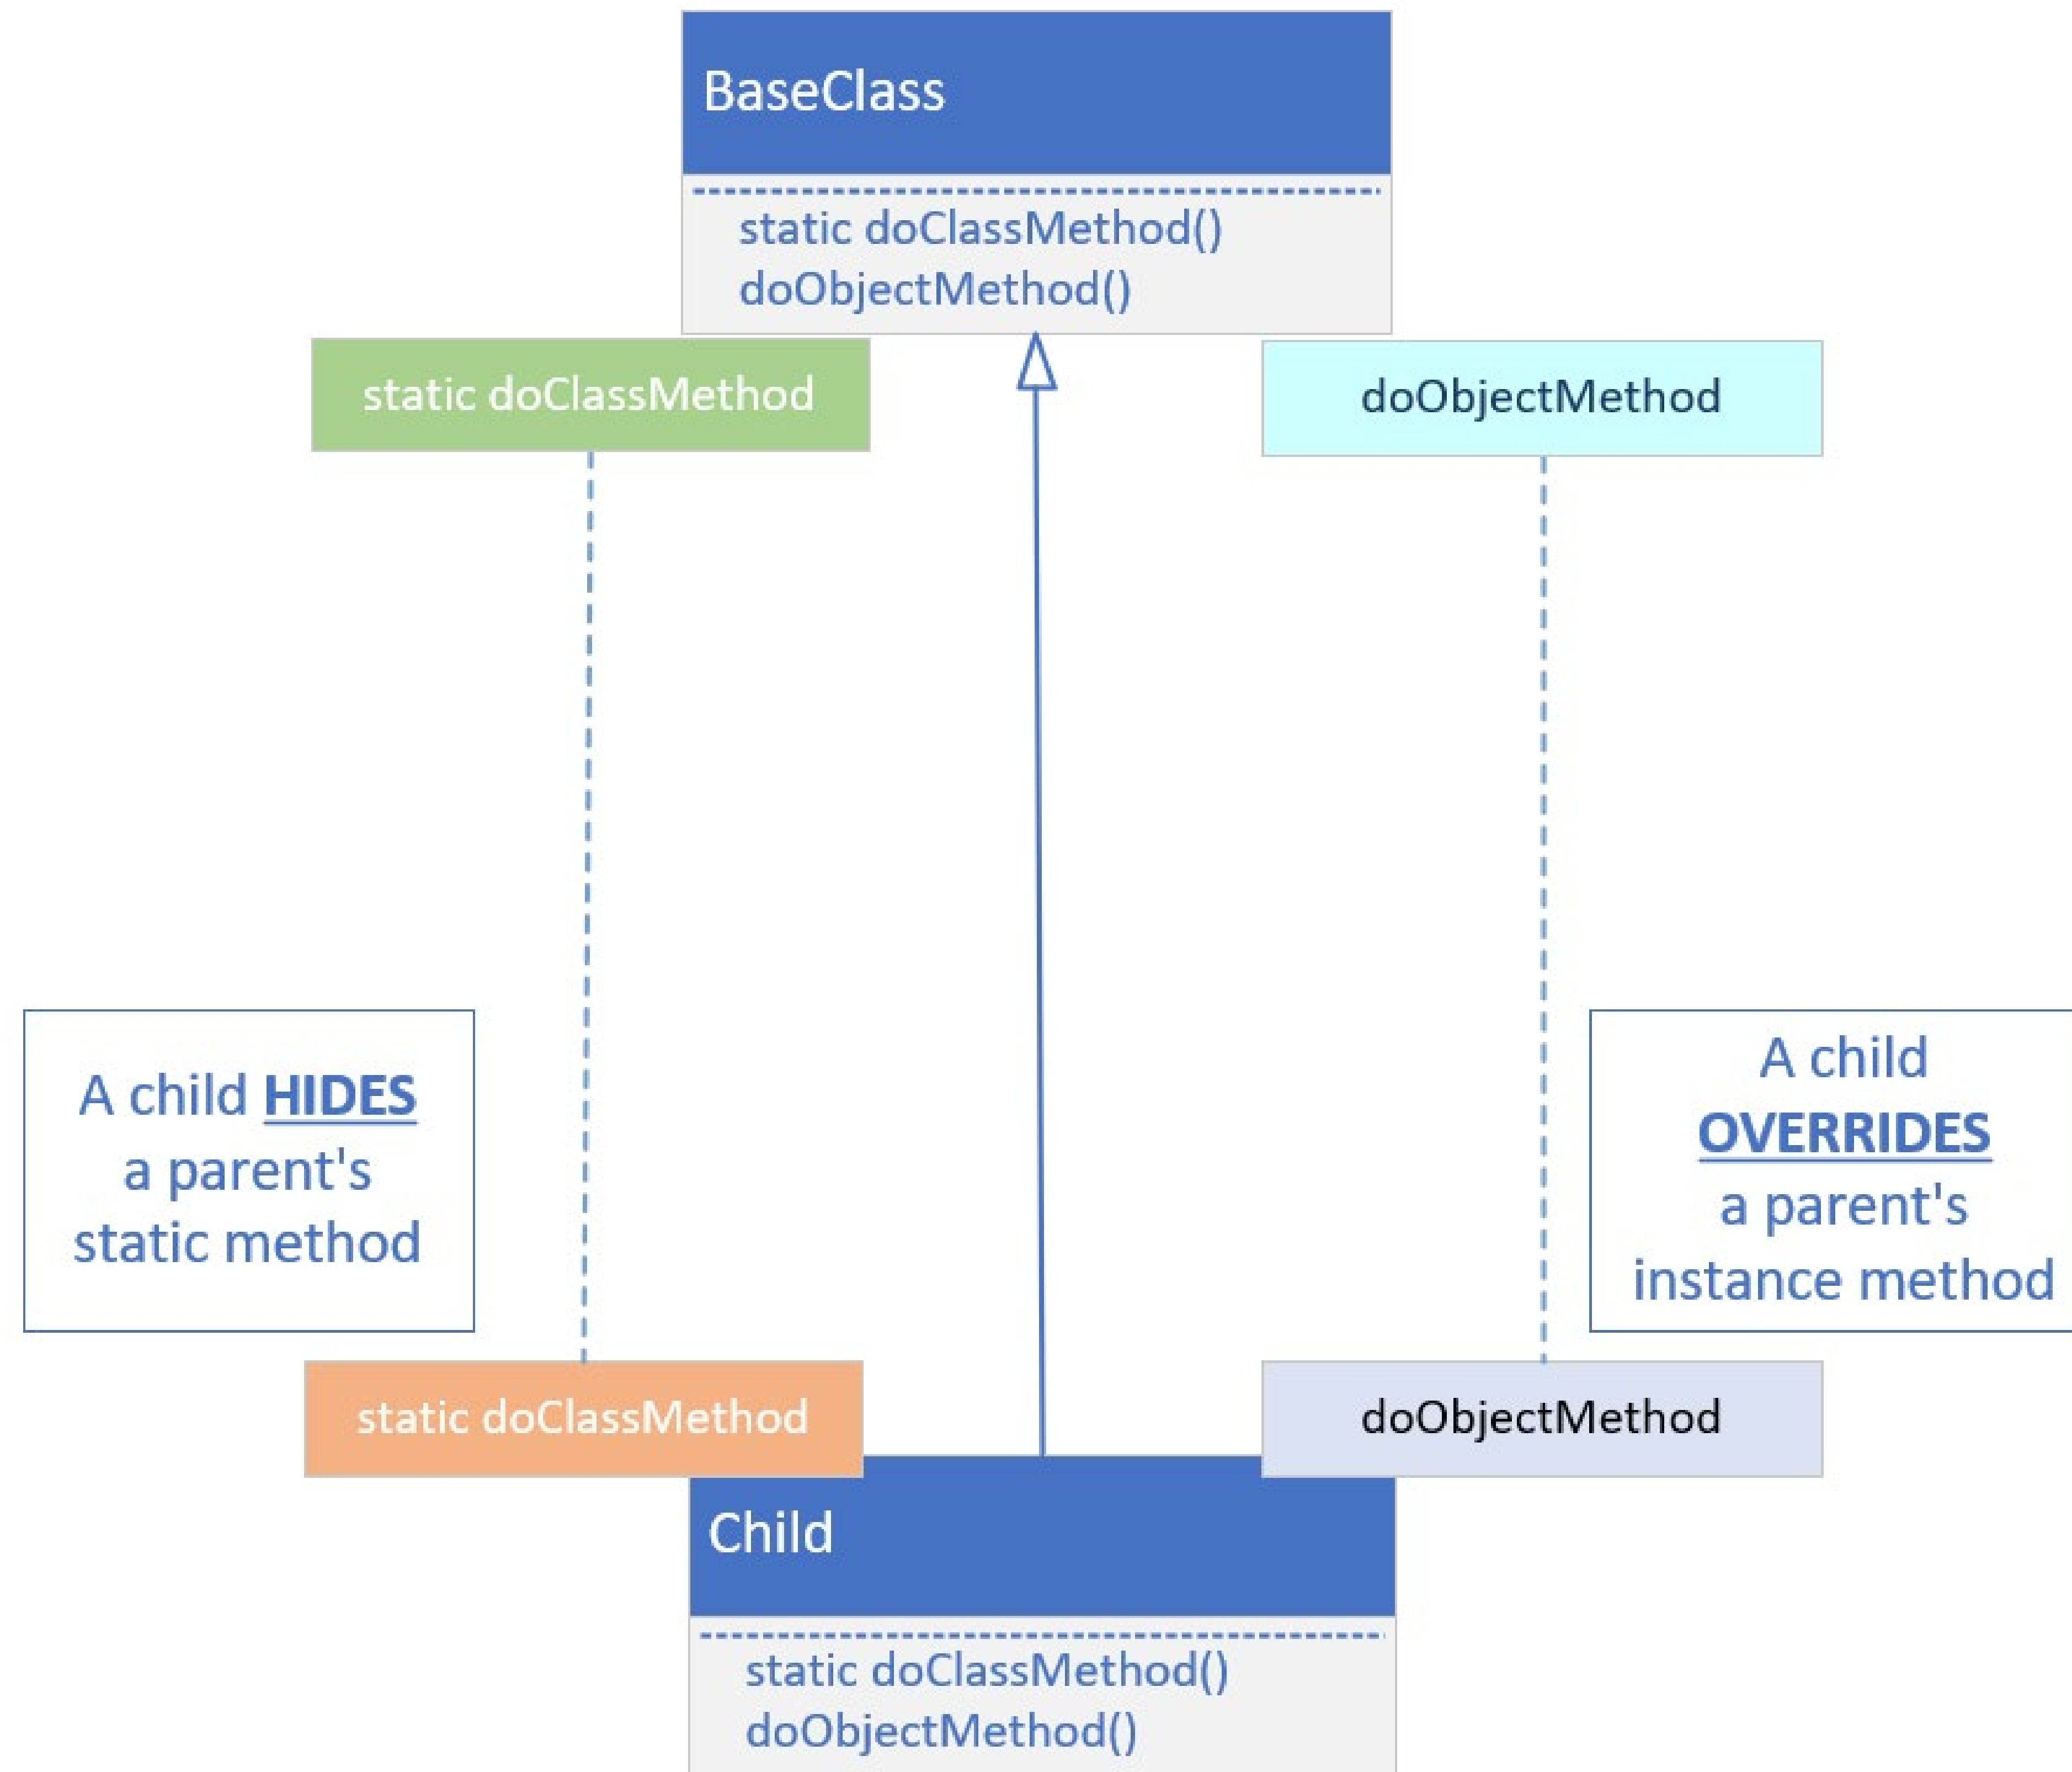 BaseClass
static doClassMethod()
doObjectMethod()
static doClassMethod
doObjectMethod
A child HIDES
a parent's
static method
A child
OVERRIDES
a parent's
instance method
static doClassMethod
doObjectMethod
Child
static doClassMethod()
doObjectMethod()